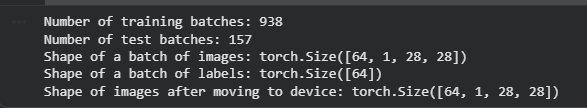 Number of training batches: 938
Number of test batches: 157
Shape of a batch of images: torch.Size([64, 1, 28, 28])
Shape of a batch of labels: torch.Size([64])
Shape of images after moving to device: torch.Size([64, 1, 28, 28])